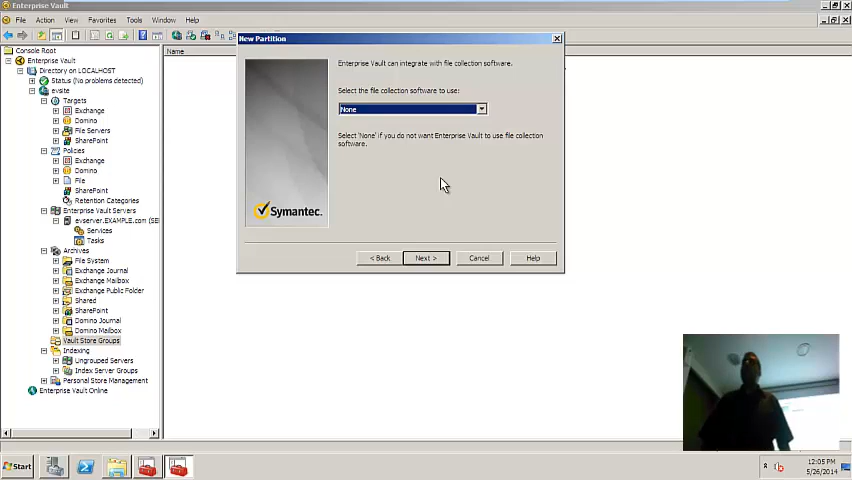 Enterprise Vault
File Action View Favorites Tools Window Help
Console Root
Enterprise Vault
Directory on LOCALHOST
Status (No problems detected)
evsite
Targets
Exchange
Domino
File Servers
SharePoint
Policies
Exchange
Domino
File
SharePoint
Retention Categories
Enterprise Vault Servers
evserver.EXAMPLE.com (SE
Services
Tasks
Archives
File System
Exchange Journal
Exchange Mailbox
Exchange Public Folder
Shared
SharePoint
Domino Journal
Domino Mailbox
Vault Store Groups
Indexing
Ungrouped Servers
Index Server Groups
Personal Store Management
Enterprise Vault Online
Name
New Partition
Enterprise Vault can integrate with file collection software.
Select the file collection software to use:
None
Select 'None' if you do not want Enterprise Vault to use file collection
software.
Symantec.
< Back Next > Cancel Help
Start
12:05 PM
5/26/2014